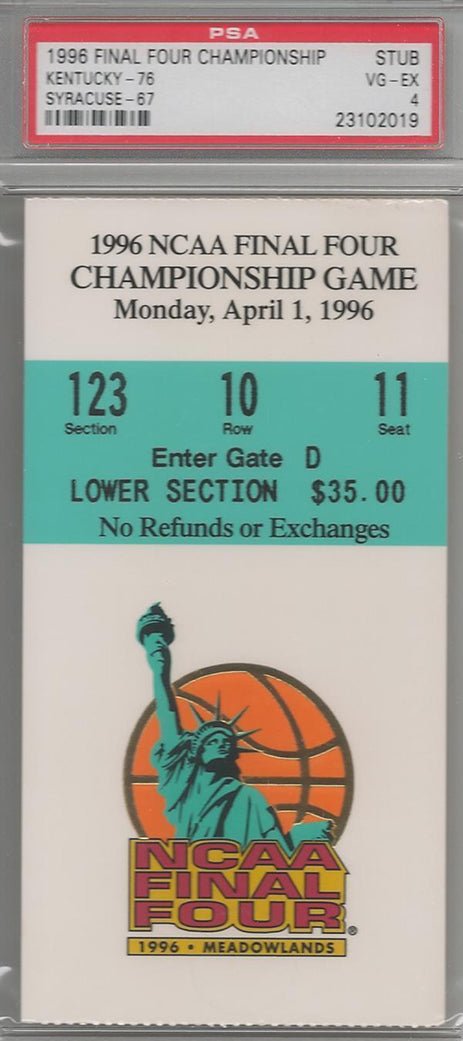 PSA
1996 FINAL FOUR CHAMPIONSHIP STUB
KENTUCKY-76 VG-EX
SYRACUSE-67 4
23102019
1996 NCAA FINAL FOUR
CHAMPIONSHIP GAME
Monday, April 1, 1996
123 10 11
Section Row Seat
Enter Gate D
LOWER SECTION $35.00
No Refunds or Exchanges
NCAA
FINAL
FOUR®
1996 • MEADOWLANDS